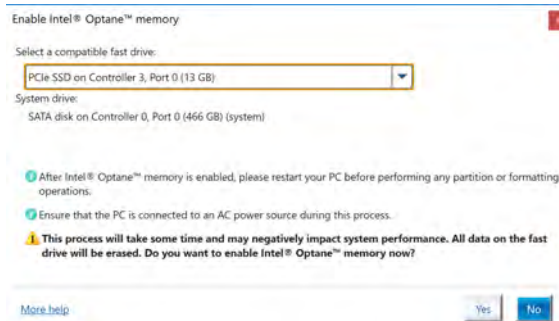 Enable Intel® Optane™ memory
Select a compatible fast drive:
PCIe SSD on Controller 3, Port 0 (13 GB)
System drive:
SATA disk on Controller 0, Port 0 (466 GB) (system)
After Intel® Optane™ memory is enabled, please restart your PC before performing any partition or formatting
operations.
Ensure that the PC is connected to an AC power source during this process.
This process will take some time and may negatively impact system performance. All data on the fast
drive will be erased. Do you want to enable Intel® Optane™ memory now?
More help
Yes
No